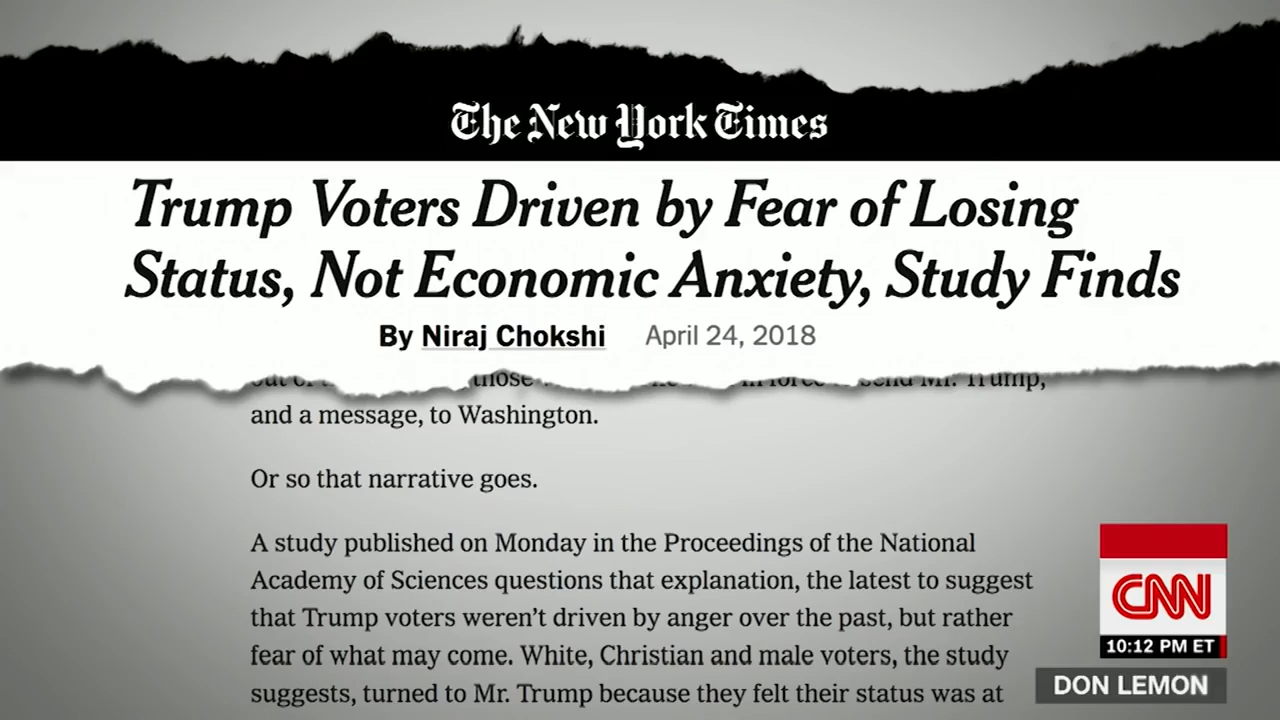 The New York Times
Trump Voters Driven by Fear of Losing
Status, Not Economic Anxiety, Study Finds
By Niraj Chokshi April 24, 2018
those send Mr. Trump,
and a message, to Washington.
Or so that narrative goes.
A study published on Monday in the Proceedings of the National
Academy of Sciences questions that explanation, the latest to suggest
that Trump voters weren't driven by anger over the past, but rather
fear of what may come. White, Christian and male voters, the study
suggests, turned to Mr. Trump because they felt their status was at
CNN
10:12 PM ET
DON LEMON